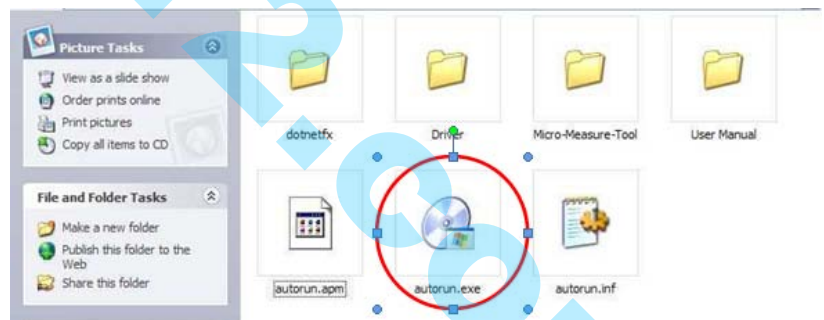 Picture Tasks
View as a slide show
Order prints online
Print pictures
Copy all items to CD
File and Folder Tasks
Make a new folder
Publish this folder to the
Web
Share this folder
dotnetfx
Driver
Micro-Measure-Tool
User Manual
autorun.apm
autorun.exe
autorun.inf